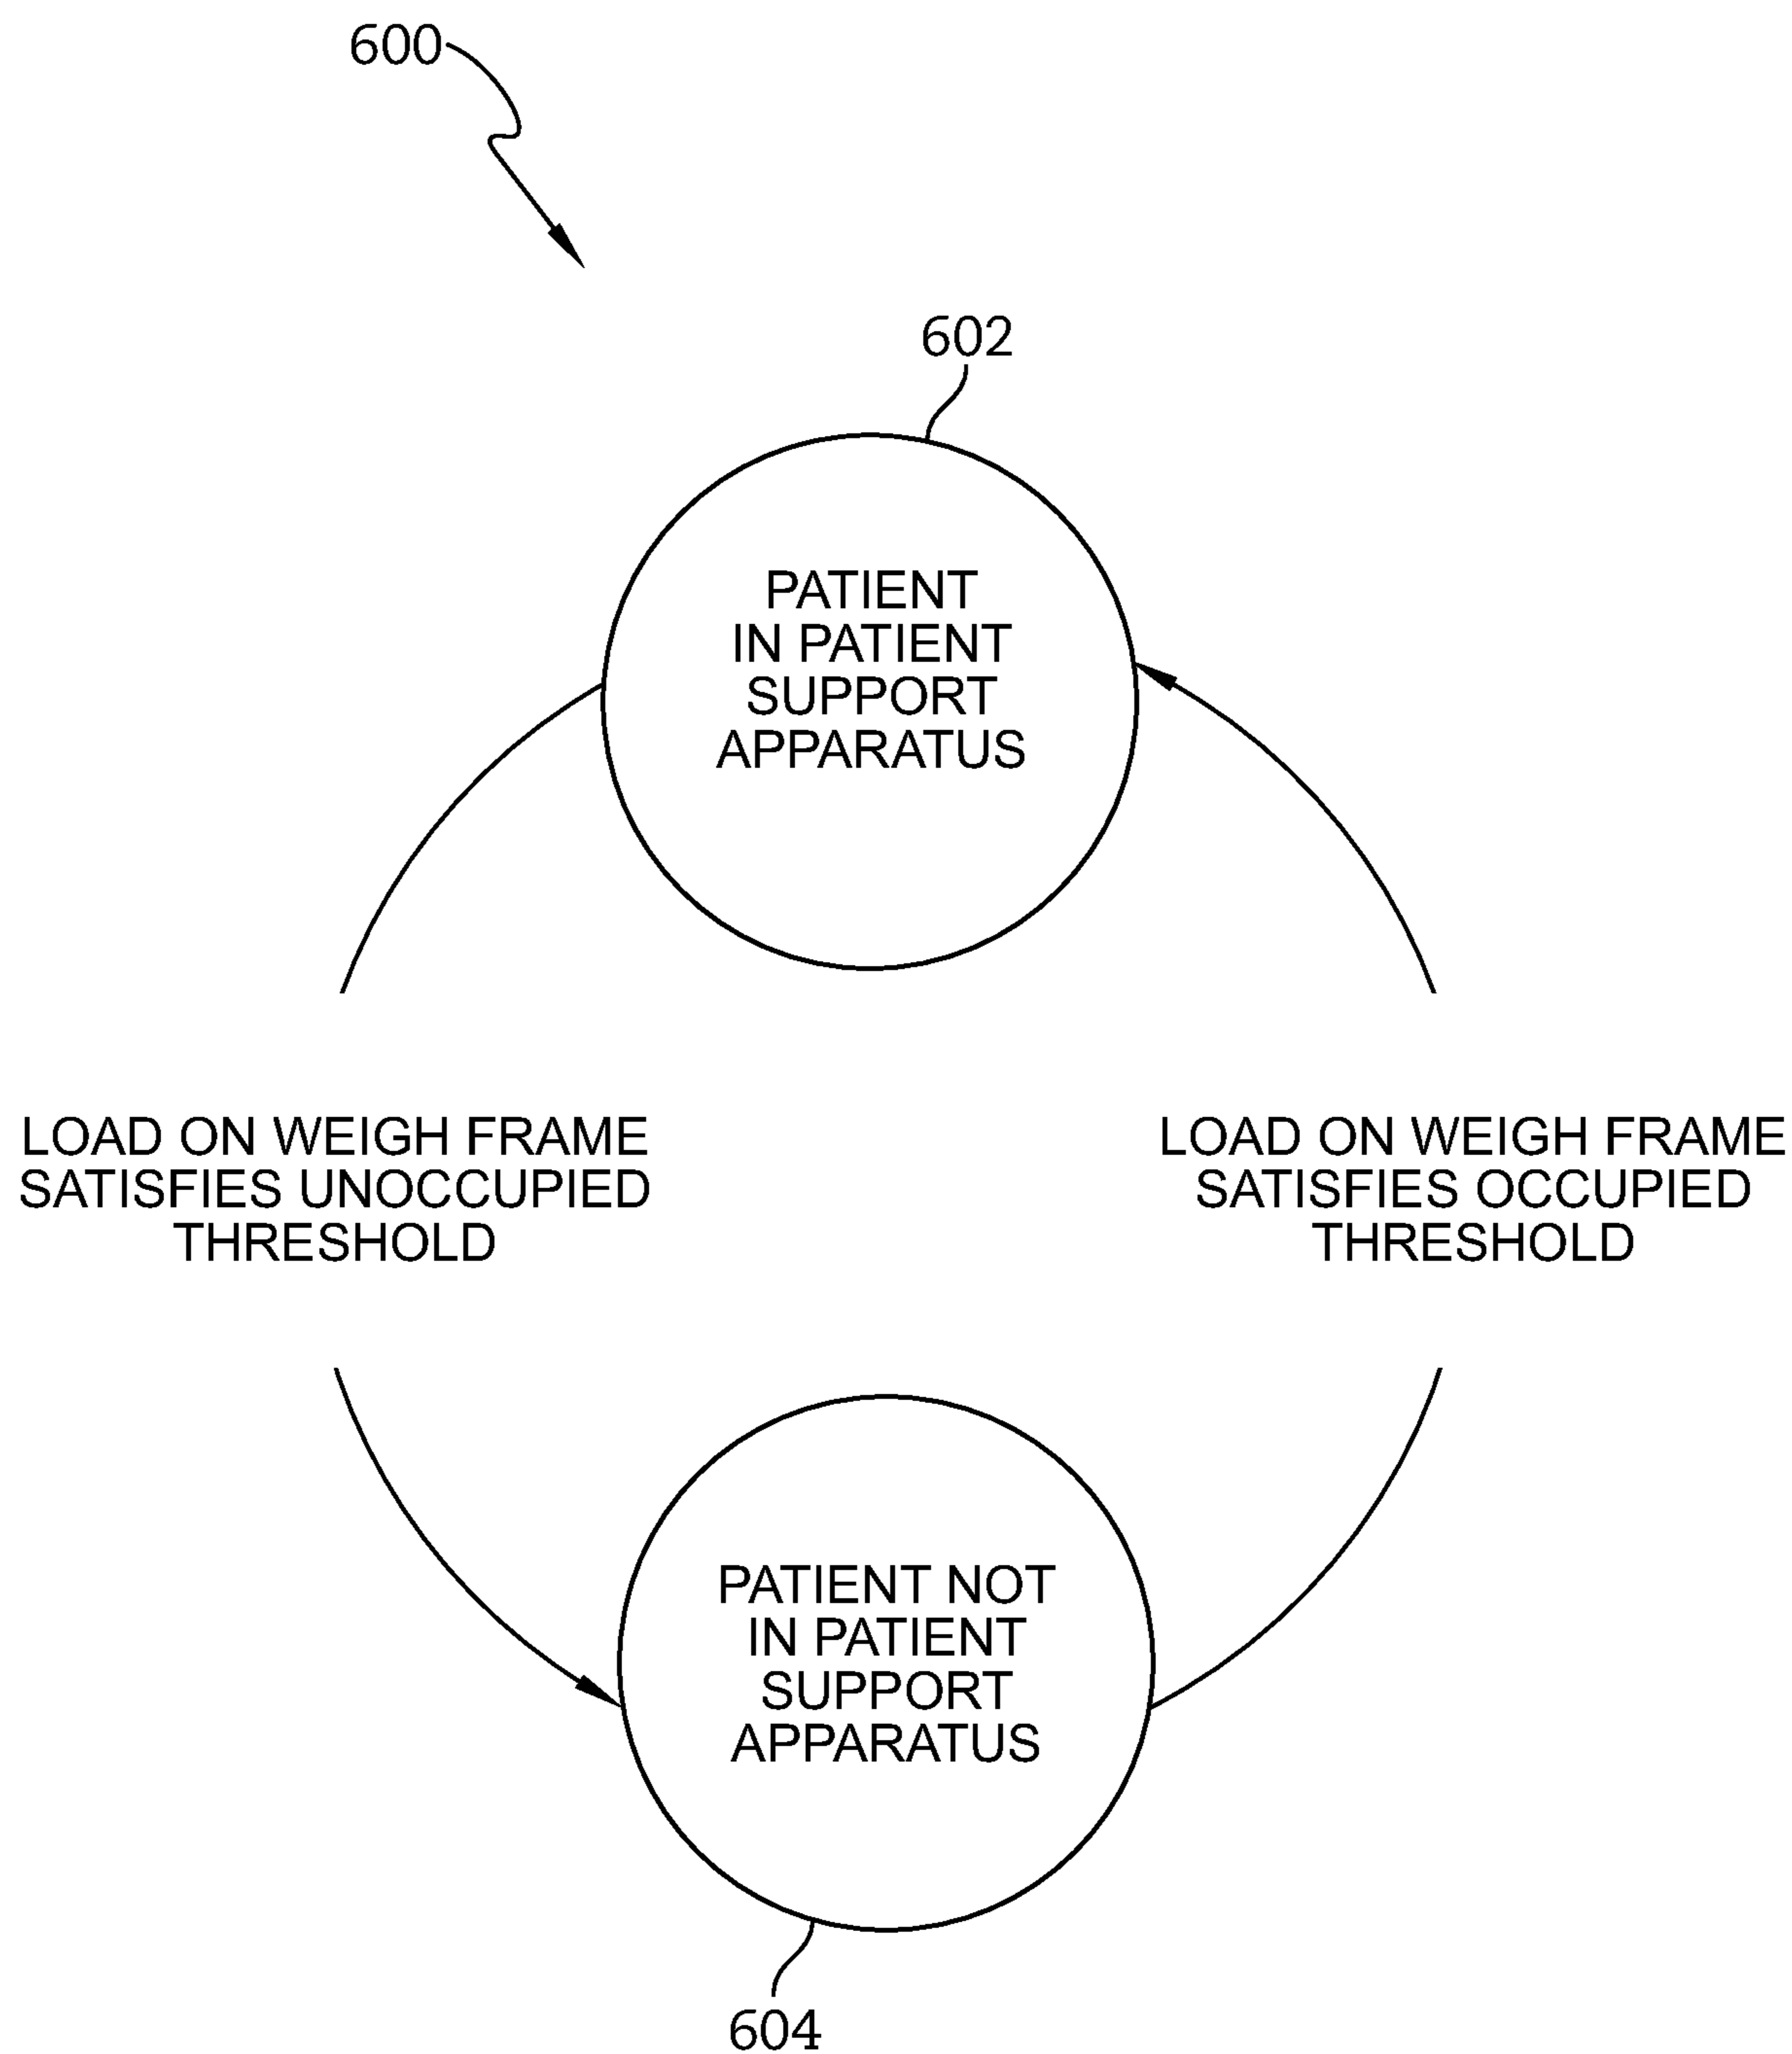 600
602
PATIENT
IN PATIENT
SUPPORT
APPARATUS
LOAD ON WEIGH FRAME
SATISFIES UNOCCUPIED
THRESHOLD
LOAD ON WEIGH FRAME
SATISFIES OCCUPIED
THRESHOLD
PATIENT NOT
IN PATIENT
SUPPORT
APPARATUS
604